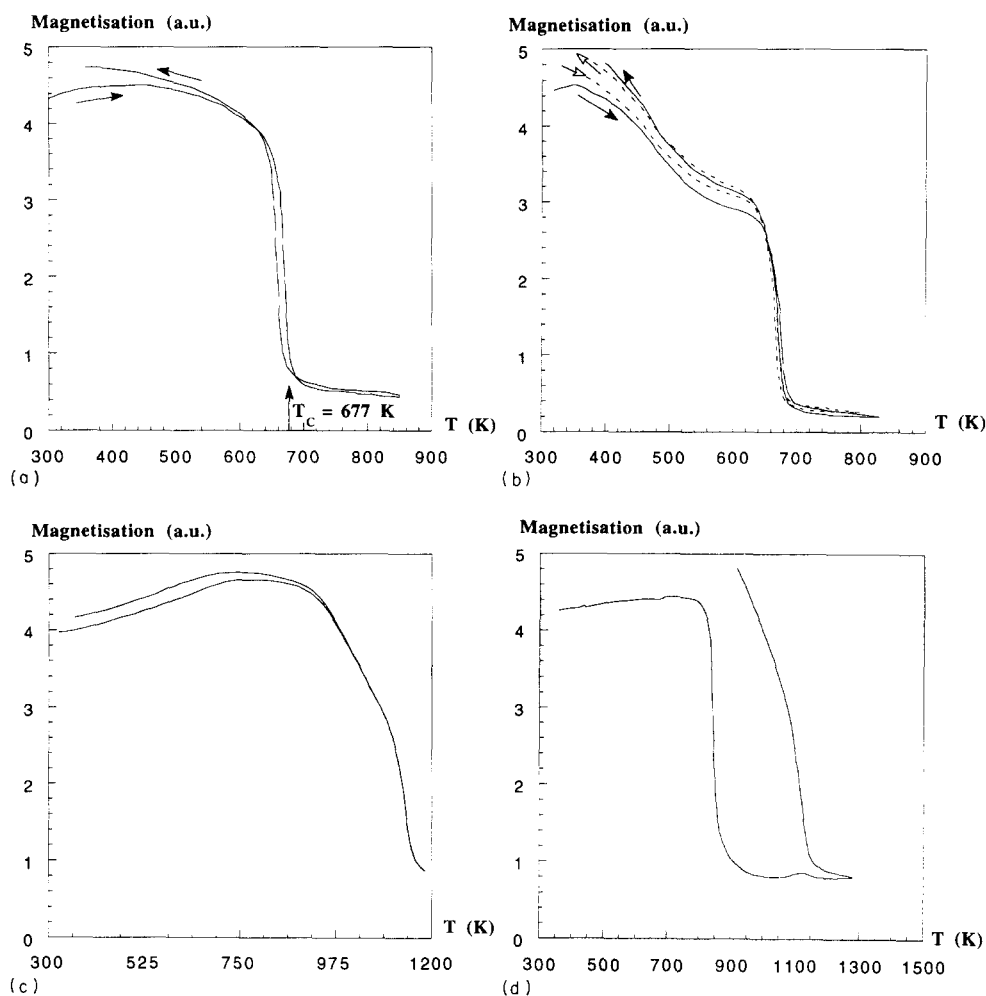 Magnetisation (a.u.)
5
4
3
2
1
0
T_C = 677 K
T (K)
300 400 500 600 700 800 900
(a)
Magnetisation (a.u.)
5
4
3
2
1
0
T (K)
300 400 500 600 700 800 900
(b)
Magnetisation (a.u.)
5
4
3
2
1
0
T (K)
300 525 750 975 1200
(c)
Magnetisation (a.u.)
5
4
3
2
1
0
T (K)
300 500 700 900 1100 1300 1500
(d)